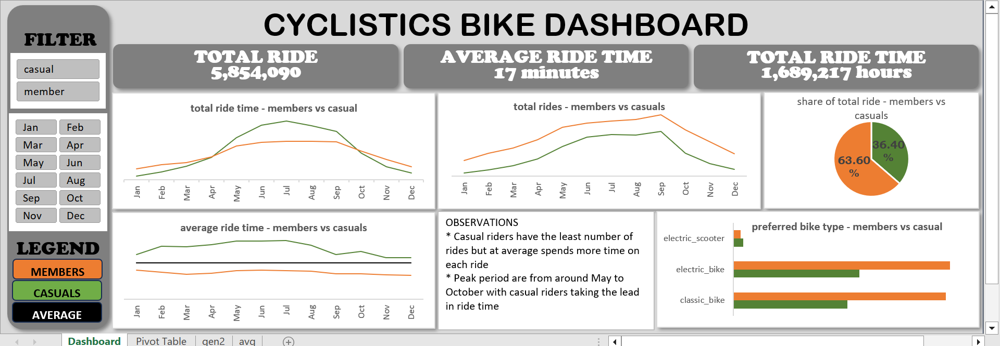 CYCLISTICS BIKE DASHBOARD
FILTER
casual
member
Jan Feb
Mar Apr
May Jun
Jul Aug
Sep Oct
Nov Dec
LEGEND
MEMBERS
CASUALS
AVERAGE
TOTAL RIDE
5,854,090
AVERAGE RIDE TIME
17 minutes
TOTAL RIDE TIME
1,689,217 hours
total ride time - members vs casual
Jan Feb Mar Apr May Jun Jul Aug Sep Oct Nov Dec
total rides - members vs casuals
Jan Feb Mar Apr May Jun Jul Aug Sep Oct Nov Dec
share of total ride - members vs
casuals
36.40
%
63.60
%
average ride time - members vs casuals
Jan Feb Mar Apr May Jun Jul Aug Sep Oct Nov Dec
OBSERVATIONS
* Casual riders have the least number of
rides but at average spends more time on
each ride
* Peak period are from around May to
October with casual riders taking the lead
in ride time
preferred bike type - members vs casual
electric_scooter
electric_bike
classic_bike
Dashboard Pivot Table gen2 avg